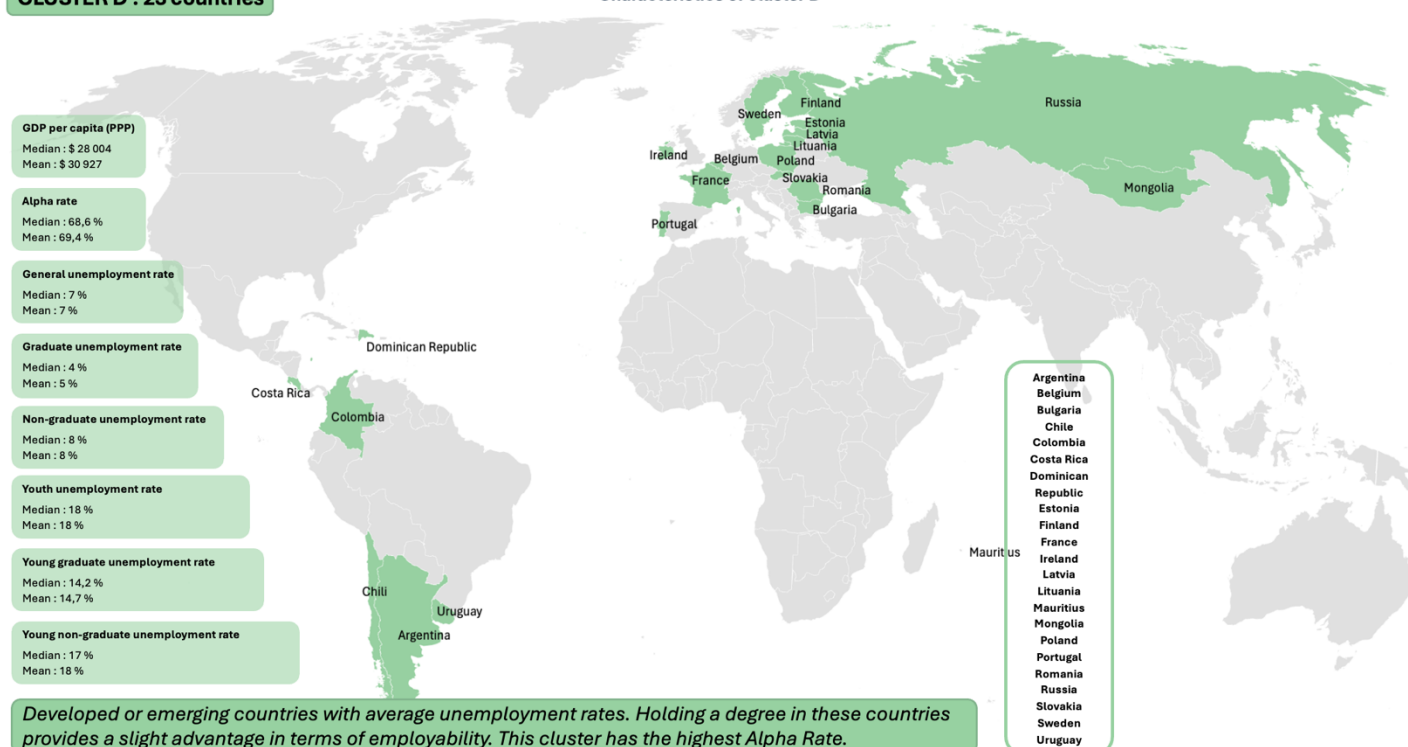 CLUSTER D : 23 countries
Characteristics of cluster D
GDP per capita (PPP)
Median : $ 28 004
Mean : $ 30 927
Alpha rate
Median : 68,6 %
Mean : 69,4 %
General unemployment rate
Median : 7 %
Mean : 7 %
Graduate unemployment rate
Median : 4 %
Mean : 5 %
Non-graduate unemployment rate
Median : 8 %
Mean : 8 %
Youth unemployment rate
Median : 18 %
Mean : 18 %
Young graduate unemployment rate
Median : 14,2 %
Mean : 14,7 %
Young non-graduate unemployment rate
Median : 17 %
Mean : 18 %
Sweden
Finland
Russia
Estonia
Latvia
Lituania
Ireland
Belgium
Poland
France
Slovakia
Romania
Mongolia
Bulgaria
Portugal
Dominican Republic
Costa Rica
Colombia
Chili
Uruguay
Argentina
Mauritius
Argentina
Belgium
Bulgaria
Chile
Colombia
Costa Rica
Dominican
Republic
Estonia
Finland
France
Ireland
Latvia
Lituania
Mauritius
Mongolia
Poland
Portugal
Romania
Russia
Slovakia
Sweden
Uruguay
Developed or emerging countries with average unemployment rates. Holding a degree in these countries
provides a slight advantage in terms of employability. This cluster has the highest Alpha Rate.